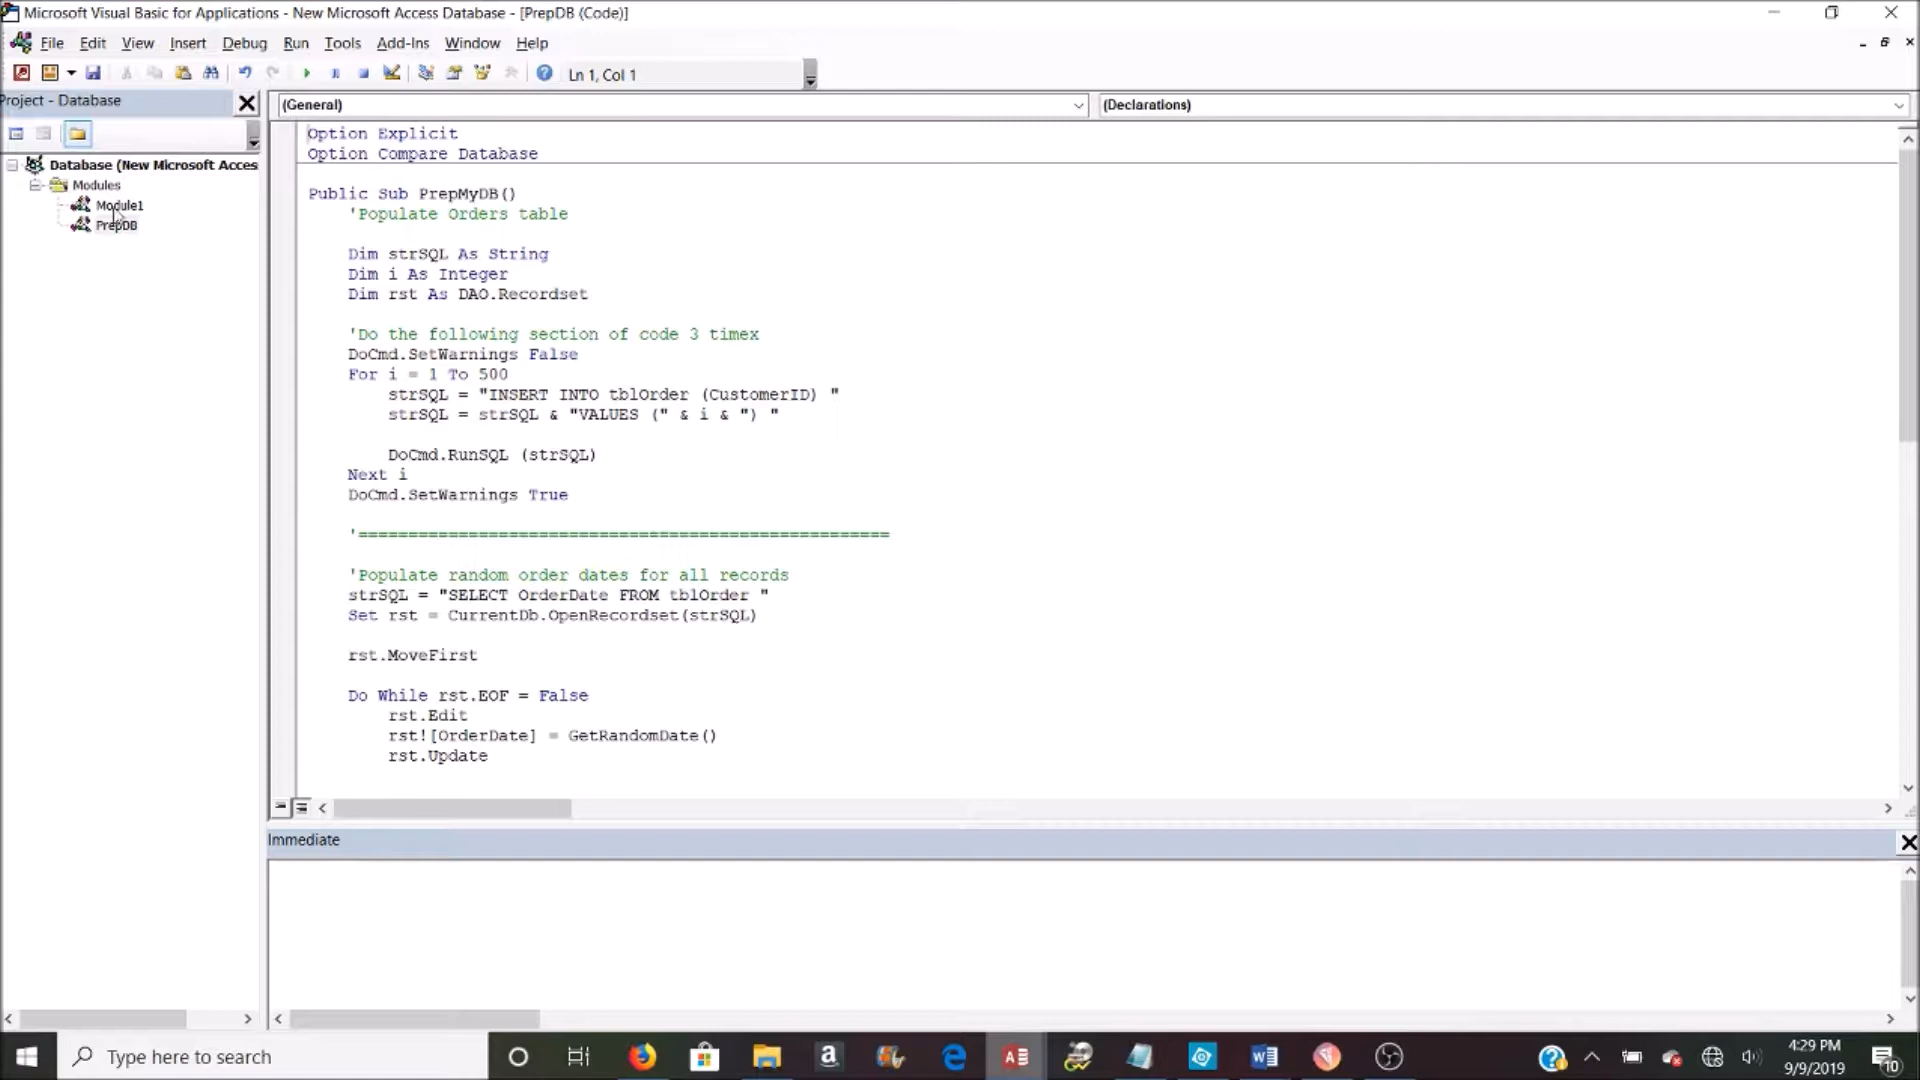 Microsoft Visual Basic for Applications - New Microsoft Access Database - [PrepDB (Code)]
File Edit View Insert Debug Run Tools Add-Ins Window Help
Ln 1, Col 1
Project - Database
(General) (Declarations)
Database (New Microsoft Acces
Modules
Module1
PrepDB
Option Explicit
Option Compare Database
Public Sub PrepMyDB()
'Populate Orders table
Dim strSQL As String
Dim i As Integer
Dim rst As DAO.Recordset
'Do the following section of code 3 timex
DoCmd.SetWarnings False
For i = 1 To 500
strSQL = "INSERT INTO tblOrder (CustomerID) "
strSQL = strSQL & "VALUES (" & i & ") "
DoCmd.RunSQL (strSQL)
Next i
DoCmd.SetWarnings True
'=====================================================
'Populate random order dates for all records
strSQL = "SELECT OrderDate FROM tblOrder "
Set rst = CurrentDb.OpenRecordset(strSQL)
rst.MoveFirst
Do While rst.EOF = False
rst.Edit
rst![OrderDate] = GetRandomDate()
rst.Update
Immediate
Type here to search
4:29 PM
9/9/2019
10